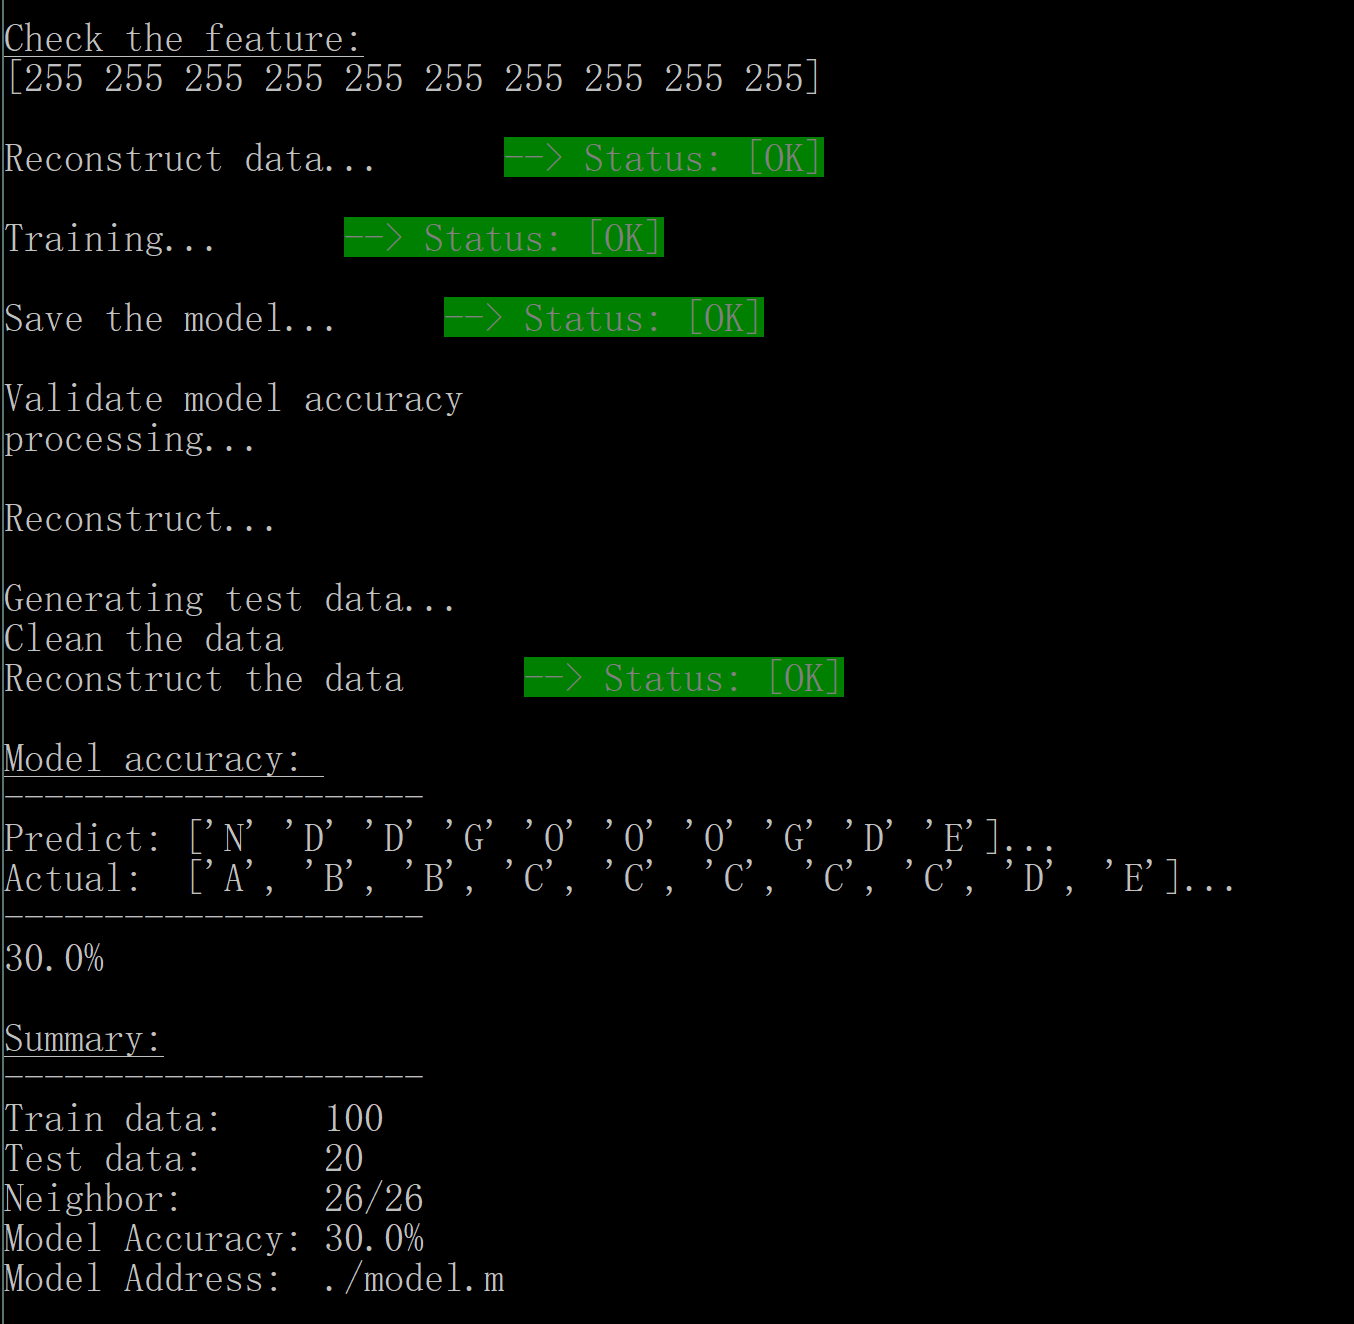 Check the feature:
[255 255 255 255 255 255 255 255 255 255]
Reconstruct data... --> Status: [OK]
Training... --> Status: [OK]
Save the model... --> Status: [OK]
Validate model accuracy
processing...
Reconstruct...
Generating test data...
Clean the data
Reconstruct the data --> Status: [OK]
Model accuracy:
---------------------
Predict: ['N' 'D' 'D' 'G' 'O' 'O' 'O' 'G' 'D' 'E']...
Actual: ['A', 'B', 'B', 'C', 'C', 'C', 'C', 'C', 'D', 'E']...
---------------------
30.0%
Summary:
---------------------
Train data: 100
Test data: 20
Neighbor: 26/26
Model Accuracy: 30.0%
Model Address: ./model.m